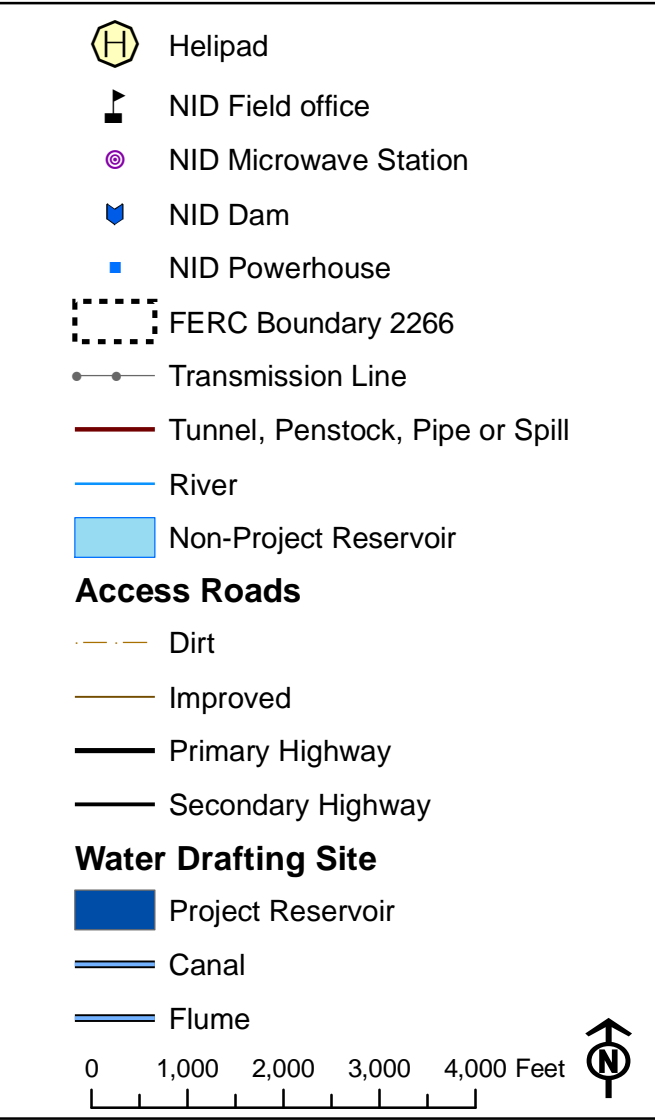 H Helipad
NID Field office
NID Microwave Station
NID Dam
NID Powerhouse
FERC Boundary 2266
Transmission Line
Tunnel, Penstock, Pipe or Spill
River
Non-Project Reservoir
Access Roads
Dirt
Improved
Primary Highway
Secondary Highway
Water Drafting Site
Project Reservoir
Canal
Flume
0 1,000 2,000 3,000 4,000 Feet N